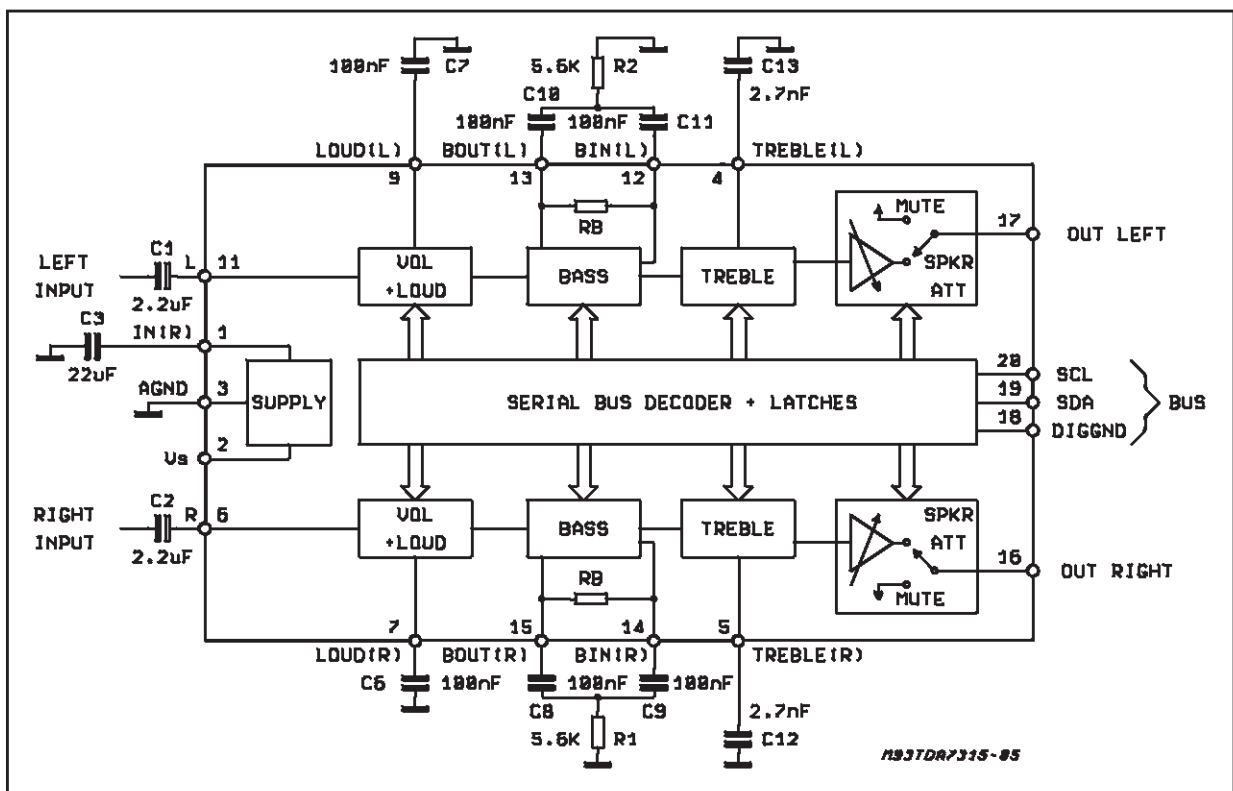 100nF C7
5.6K R2
C10
C13
2.7nF
100nF 100nF C11
LOUD(L) BOUT(L) BIN(L) TREBLE(L)
9 13 12 4
RB
MUTE
17 OUT LEFT
SPKR
ATT
LEFT
INPUT
C1
L 11
2.2uF
VOL
+LOUD
BASS
TREBLE
C3
IN(R) 1
22uF
AGND 3
SUPPLY
Vs 2
SERIAL BUS DECODER + LATCHES
20 SCL
19 SDA
18 DIGGND
BUS
RIGHT
INPUT
C2
R 6
2.2uF
VOL
+LOUD
BASS
TREBLE
SPKR
ATT
MUTE
16 OUT RIGHT
RB
7 15 14 5
LOUD(R) BOUT(R) BIN(R) TREBLE(R)
C6 100nF 100nF 100nF
C8 C9
2.7nF
5.6K R1
C12
M93TDA7315-05